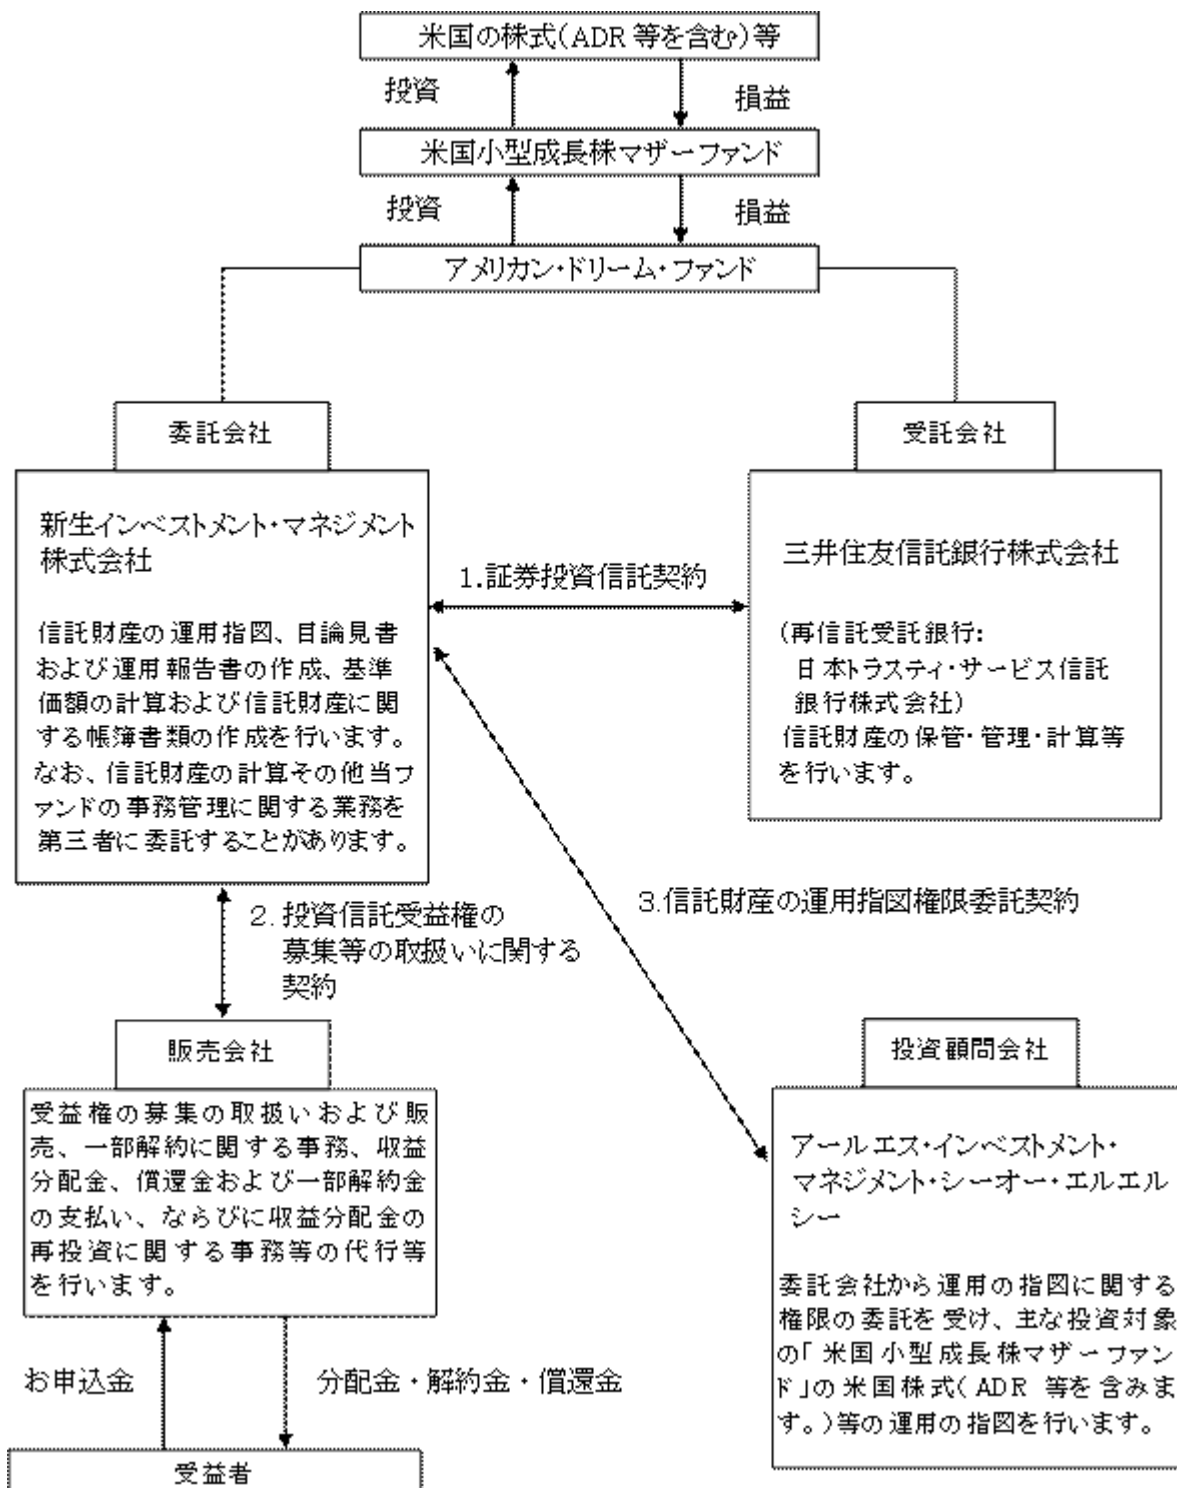 米国の株式(ADR 等を含む)等
投資
損益
米国小型成長株マザーファンド
投資
損益
アメリカン・ドリーム・ファンド
委託会社
新生インベストメント・マネジメント
株式会社
信託財産の運用指図、目論見書
および運用報告書の作成、基準
価額の計算および信託財産に関
する帳簿書類の作成を行います。
なお、信託財産の計算その他当フ
ァンドの事務管理に関する業務を
第三者に委託することがあります。
1.証券投資信託契約
受託会社
三井住友信託銀行株式会社
(再信託受託銀行:
日本トラスティ・サービス信託
銀行株式会社)
信託財産の保管・管理・計算等
を行います。
2. 投資信託受益権の
募集等の取扱いに関する
契約
3.信託財産の運用指図権限委託契約
販売会社
受益権の募集の取扱いおよび販
売、一部解約に関する事務、収益
分配金、償還金および一部解約金
の支払い、ならびに収益分配金の
再投資に関する事務等の代行等
を行います。
投資顧問会社
アールエス・インベストメント・
マネジメント・シーオー・エルエル
シー
委託会社から運用の指図に関する
権限の委託を受け、主な投資対象
の「米国小型成長株マザーファン
ド」の米国株式(ADR 等を含みま
す。)等の運用の指図を行います。
お申込金
分配金・解約金・償還金
受益者